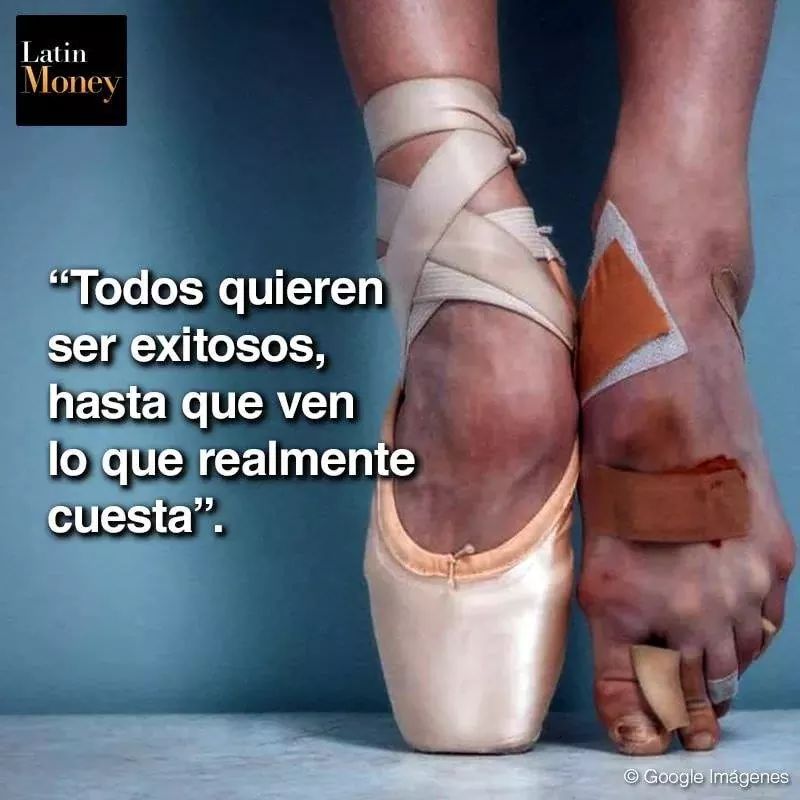 Latin
Money
“Todos quieren
ser exitosos,
hasta que ven
lo que realmente
cuesta”.
© Google Imágenes